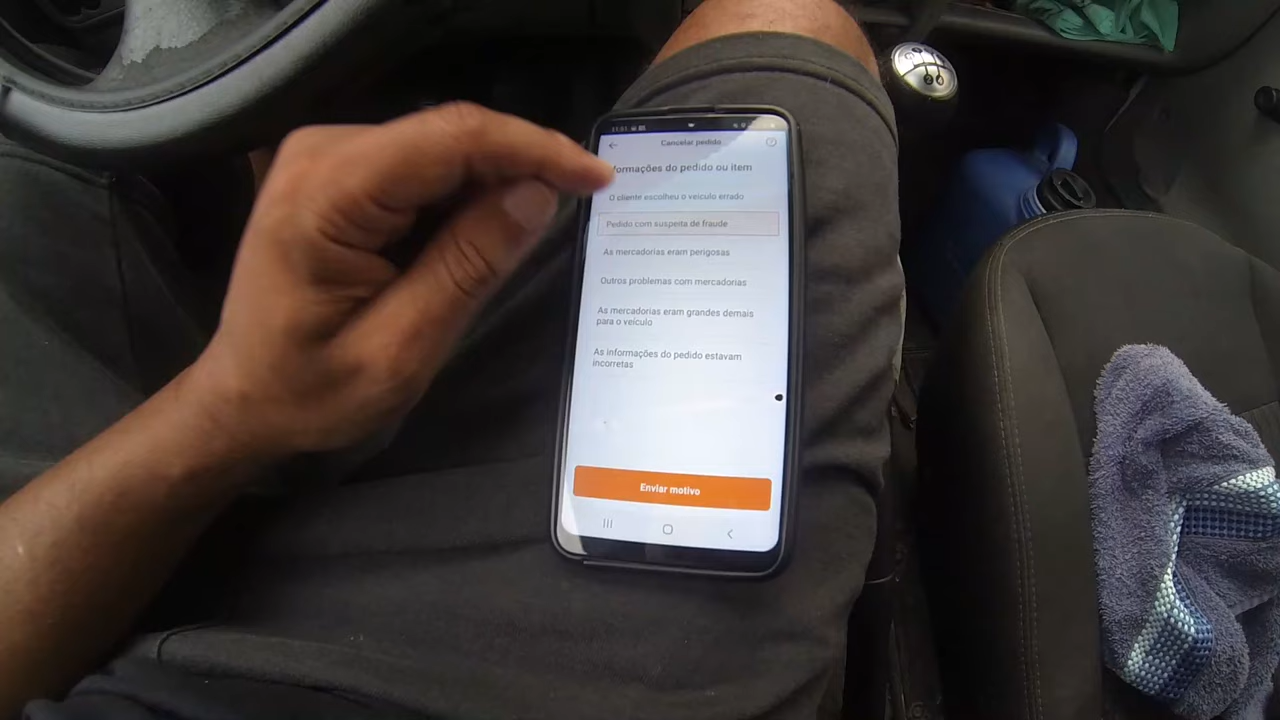 11:51
Cancelar pedido
formações do pedido ou item
O cliente escolheu o veículo errado
Pedido com suspeita de fraude
As mercadorias eram perigosas
Outros problemas com mercadorias
As mercadorias eram grandes demais
para o veículo
As informações do pedido estavam
incorretas
Enviar motivo